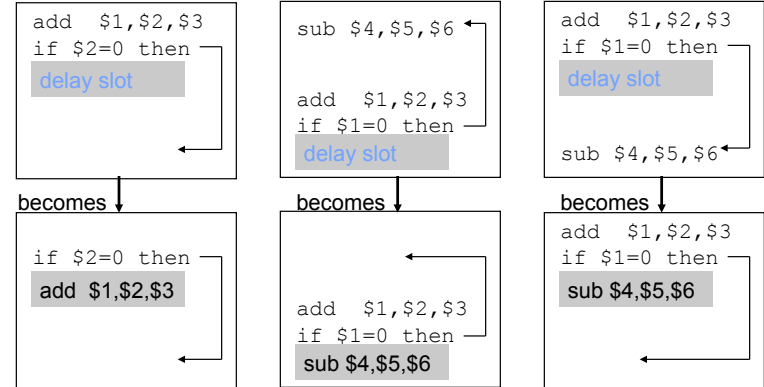 add $1,$2,$3
if $2=0 then
delay slot
becomes
if $2=0 then
add $1,$2,$3
sub $4,$5,$6
add $1,$2,$3
if $1=0 then
delay slot
becomes
add $1,$2,$3
if $1=0 then
sub $4,$5,$6
add $1,$2,$3
if $1=0 then
delay slot
sub $4,$5,$6
becomes
add $1,$2,$3
if $1=0 then
sub $4,$5,$6